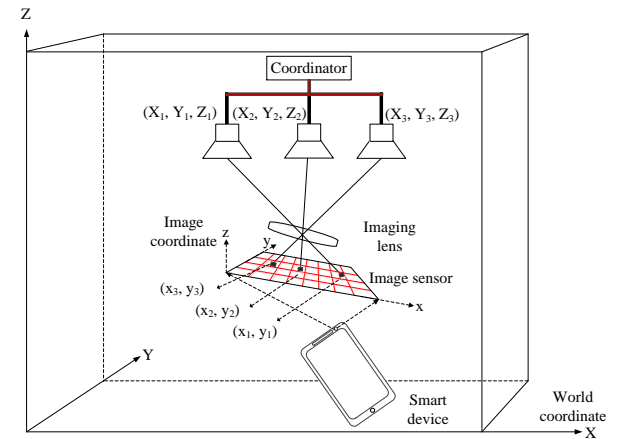 Z
Coordinator
(X₁, Y₁, Z₁)
(X₂, Y₂, Z₂)
(X₃, Y₃, Z₃)
Image
coordinate
z
y
Imaging
lens
Image sensor
(x₃, y₃)
(x₂, y₂)
(x₁, y₁)
x
Y
Smart
device
World
coordinate
X